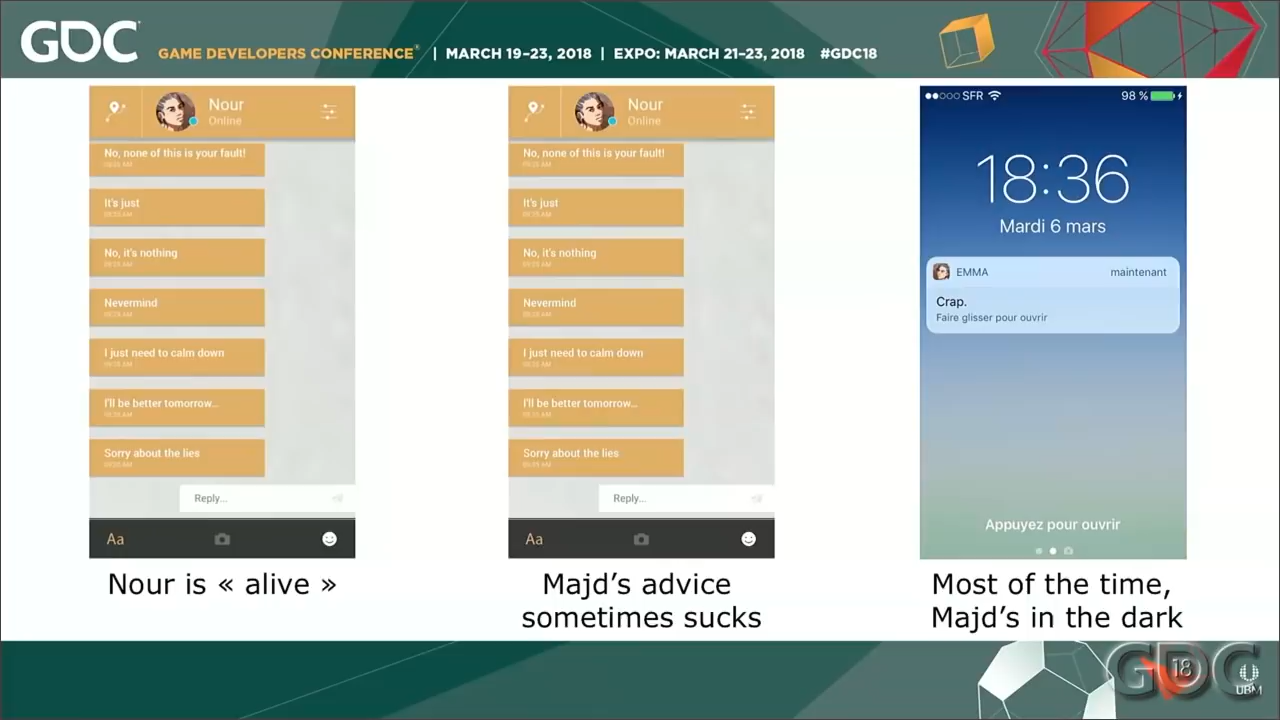 GDC
GAME DEVELOPERS CONFERENCE® | MARCH 19–23, 2018 | EXPO: MARCH 21–23, 2018 #GDC18
Nour
Online
No, none of this is your fault!
It's just
No, it's nothing
Nevermind
I just need to calm down
I'll be better tomorrow...
Sorry about the lies
Reply...
Aa
Nour is « alive »
Nour
Online
No, none of this is your fault!
It's just
No, it's nothing
Nevermind
I just need to calm down
I'll be better tomorrow...
Sorry about the lies
Reply...
Aa
Majd's advice
sometimes sucks
SFR 98 %
18:36
Mardi 6 mars
EMMA maintenant
Crap.
Faire glisser pour ouvrir
Appuyez pour ouvrir
Most of the time,
Majd's in the dark
GDC
18
UBM